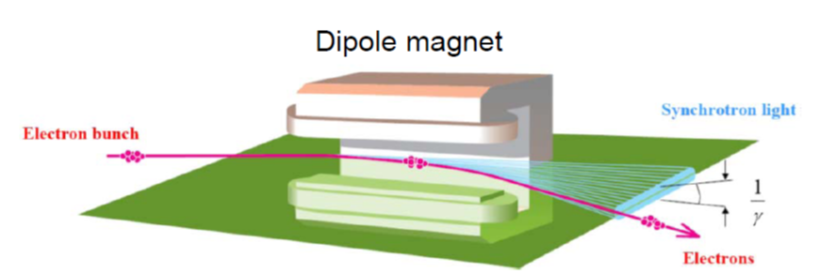 Dipole magnet
Synchrotron light
Electron bunch
1
γ
Electrons